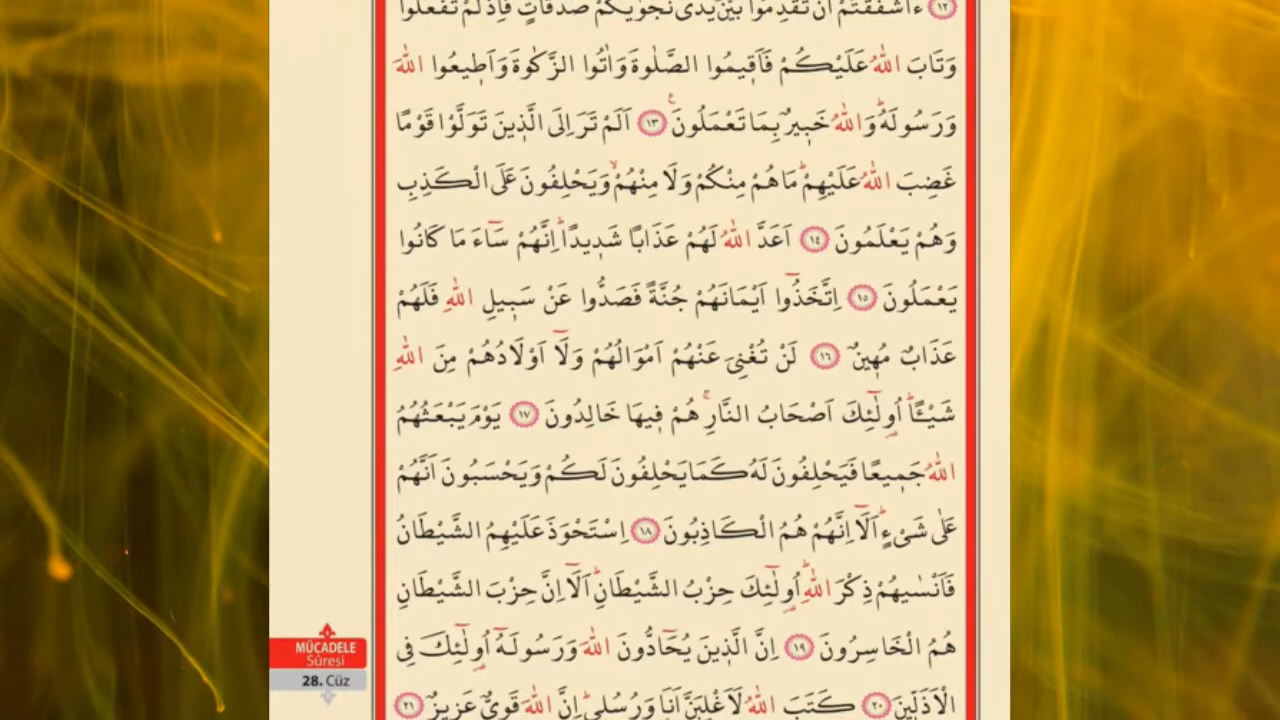 ﴿١٢﴾ ءَاَشْفَقْتُمْ اَنْ تُقَدِّمُوا بَيْنَ يَدَىْ نَجْوٰيكُمْ صَدَقَاتٍ فَاِذْ لَمْ تَفْعَلُوا
وَتَابَ اللّٰهُ عَلَيْكُمْ فَاَقٖيمُوا الصَّلٰوةَ وَاٰتُوا الزَّكٰوةَ وَاَطٖيعُوا اللّٰهَ
وَرَسُولَهُؕ وَاللّٰهُ خَبٖيرٌ بِمَا تَعْمَلُونَۚ ﴿١٣﴾ اَلَمْ تَرَ اِلَى الَّذٖينَ تَوَلَّوْا قَوْمًا
غَضِبَ اللّٰهُ عَلَيْهِمْؕ مَا هُمْ مِنْكُمْ وَلَا مِنْهُمْۙ وَيَحْلِفُونَ عَلَى الْكَذِبِ
وَهُمْ يَعْلَمُونَ ﴿١٤﴾ اَعَدَّ اللّٰهُ لَهُمْ عَذَابًا شَدٖيدًاؕ اِنَّهُمْ سَٓاءَ مَا كَانُوا
يَعْمَلُونَ ﴿١٥﴾ اِتَّخَذُٓوا اَيْمَانَهُمْ جُنَّةً فَصَدُّوا عَنْ سَبٖيلِ اللّٰهِ فَلَهُمْ
عَذَابٌ مُهٖينٌ ﴿١٦﴾ لَنْ تُغْنِىَ عَنْهُمْ اَمْوَالُهُمْ وَلَٓا اَوْلَادُهُمْ مِنَ اللّٰهِ
شَيْـًٔاؕ اُو۬لٰٓئِكَ اَصْحَابُ النَّارِۚ هُمْ فٖيهَا خَالِدُونَ ﴿١٧﴾ يَوْمَ يَبْعَثُهُمُ
اللّٰهُ جَمٖيعًا فَيَحْلِفُونَ لَهُ كَمَا يَحْلِفُونَ لَكُمْ وَيَحْسَبُونَ اَنَّهُمْ
عَلٰى شَىْءٍؕ اَلَٓا اِنَّهُمْ هُمُ الْكَاذِبُونَ ﴿١٨﴾ اِسْتَحْوَذَ عَلَيْهِمُ الشَّيْطَانُ
فَاَنْسٰيهُمْ ذِكْرَ اللّٰهِؕ اُو۬لٰٓئِكَ حِزْبُ الشَّيْطَانِؕ اَلَٓا اِنَّ حِزْبَ الشَّيْطَانِ
هُمُ الْخَاسِرُونَ ﴿١٩﴾ اِنَّ الَّذٖينَ يُحَٓادُّونَ اللّٰهَ وَرَسُولَهُٓ اُو۬لٰٓئِكَ فِى
الْاَذَلّٖينَ ﴿٢٠﴾ كَتَبَ اللّٰهُ لَاَغْلِبَنَّ اَنَا۬ وَرُسُلٖىؕ اِنَّ اللّٰهَ قَوِىٌّ عَزٖيزٌ ﴿٢١﴾
MÜCADELE
Sûresi
28. Cüz